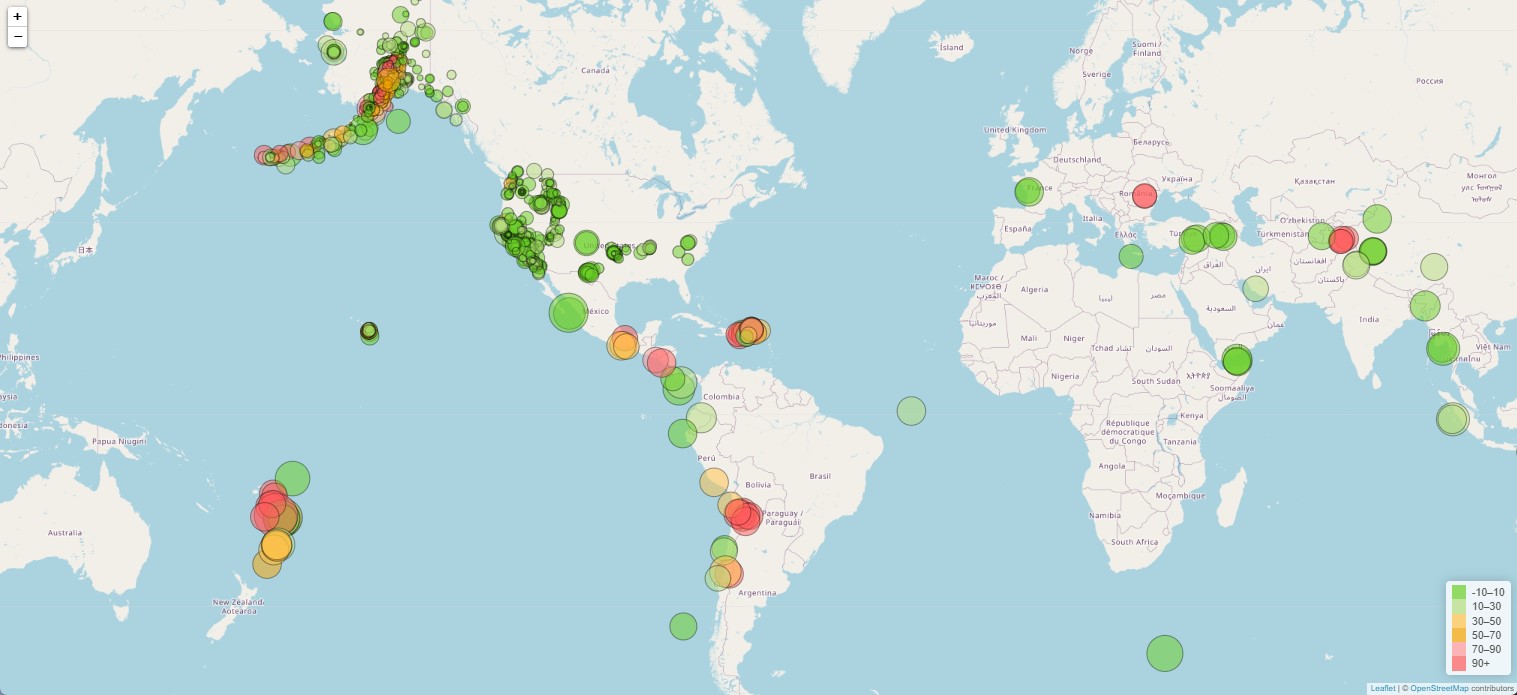 +
−
Ísland
Norge
Suomi /
Finland
Sverige
Россия
Canada
United Kingdom
Беларусь
Deutschland
Україна
Қазақстан
Монгол
улс
France
România
Italia
España
Ελλάς
O'zbekiston
Türkmenistan
日本
United States
México
Maroc /
المغرب
Algeria
ليبيا
مصر
العراق
ایران
السعودية
عمان
افغانستان
پاکستان
India
موريتانيا
Mali
Niger
Tchad تشاد
السودان
Nigeria
South Sudan
Soomaaliya
الصومال
Việt Nam
Philippines
Papua Niugini
Colombia
Kenya
République
démocratique
du Congo
Tanzania
Perú
Brasil
Bolivia
Angola
Moçambique
Paraguay /
Paraguái
Namibia
South Africa
Australia
Argentina
New Zealand/
Aotearoa
-10–10
10–30
30–50
50–70
70–90
90+
Leaflet | © OpenStreetMap contributors